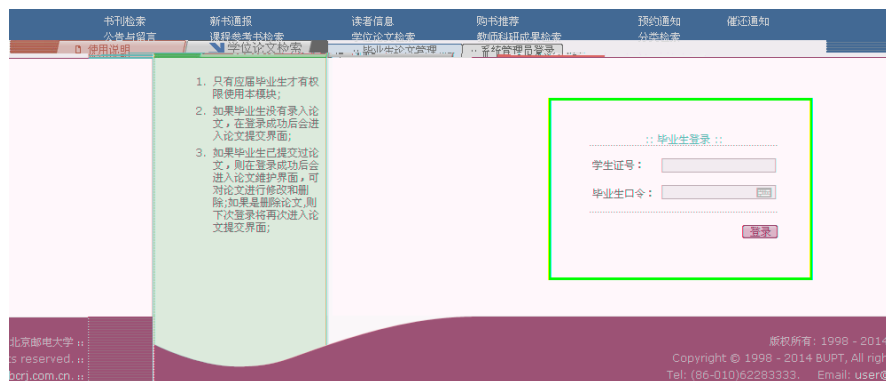 书刊检索 新书通报 读者信息 购书推荐 预约通知 催还通知
公告与留言 课程参考书检索 学位论文检索 教师科研成果检索 分类检索
使用说明 学位论文检索 :: 毕业生论文管理 :: 系统管理员登录
1. 只有应届毕业生才有权
限使用本模块;
2. 如果毕业生没有录入论
文，在登录成功后会进
入论文提交界面;
3. 如果毕业生已提交过论
文，则在登录成功后会
进入论文维护界面，可
对论文进行修改和删
除;如果是删除论文,则
下次登录将再次进入论
文提交界面;
:: 毕业生登录 ::
学生证号：
毕业生口令：
登录
北京邮电大学 ::
ts reserved. ::
bcrj.com.cn. ::
版权所有: 1998 - 2014
Copyright © 1998 - 2014 BUPT, All righ
Tel: (86-010)62283333. Email: user@